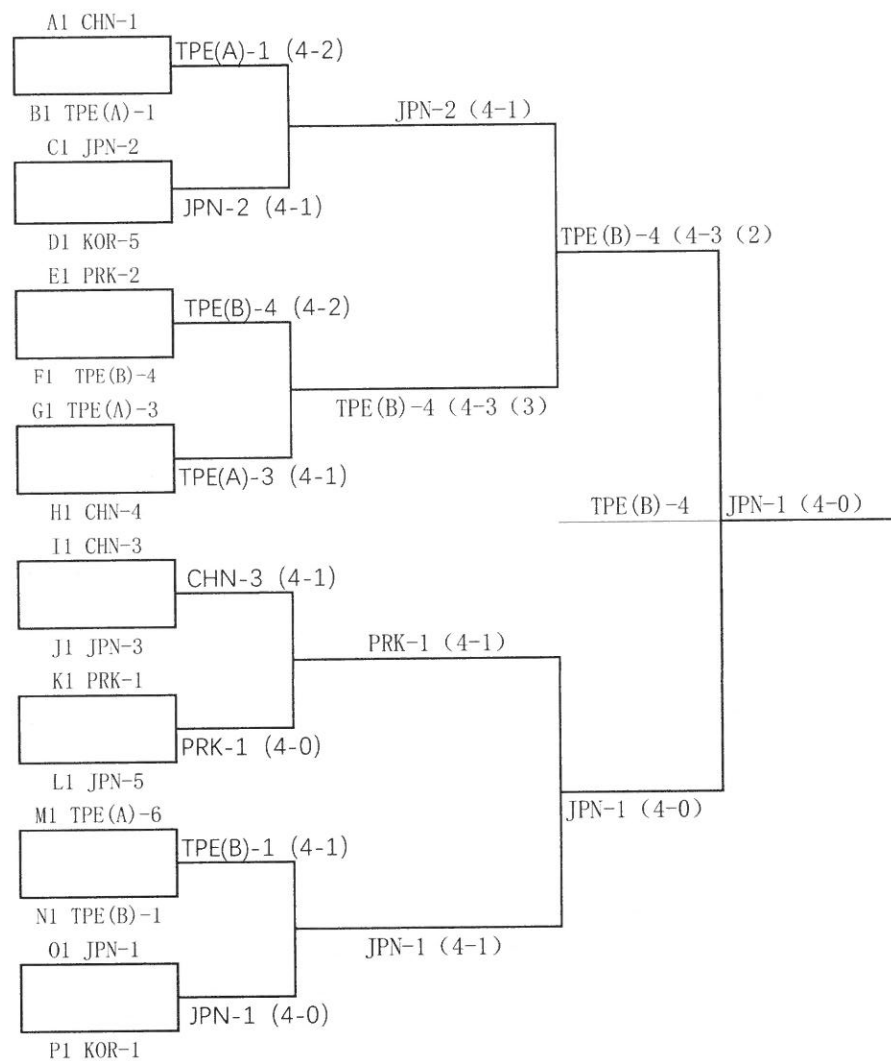 A1 CHN-1
TPE(A)-1 (4-2)
B1 TPE(A)-1
JPN-2 (4-1)
C1 JPN-2
JPN-2 (4-1)
D1 KOR-5
TPE(B)-4 (4-3 (2)
E1 PRK-2
TPE(B)-4 (4-2)
F1 TPE(B)-4
TPE(B)-4 (4-3 (3)
G1 TPE(A)-3
TPE(A)-3 (4-1)
H1 CHN-4
TPE(B)-4
JPN-1 (4-0)
I1 CHN-3
CHN-3 (4-1)
J1 JPN-3
PRK-1 (4-1)
K1 PRK-1
PRK-1 (4-0)
L1 JPN-5
JPN-1 (4-0)
M1 TPE(A)-6
TPE(B)-1 (4-1)
N1 TPE(B)-1
JPN-1 (4-1)
O1 JPN-1
JPN-1 (4-0)
P1 KOR-1